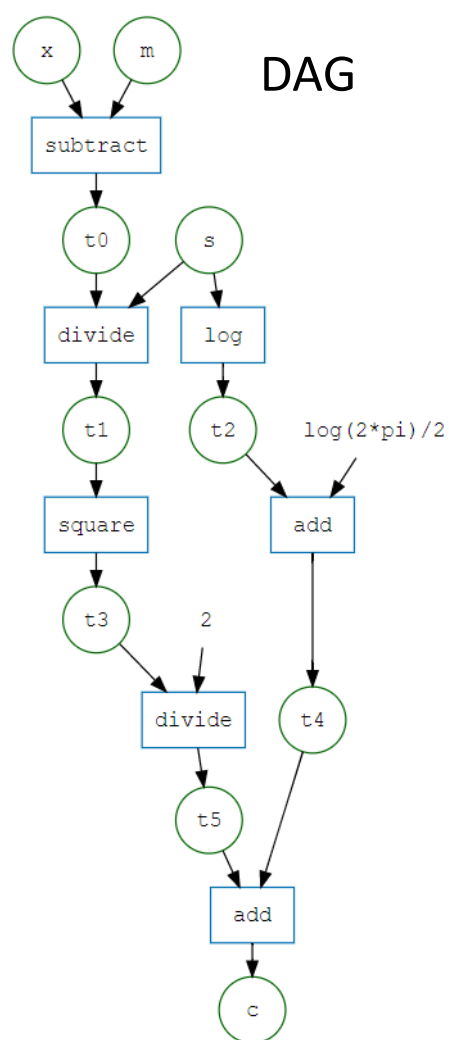 DAG
x m
subtract
t0 s
divide log
t1 t2 log(2*pi)/2
square add
t3 2
divide t4
t5
add
c